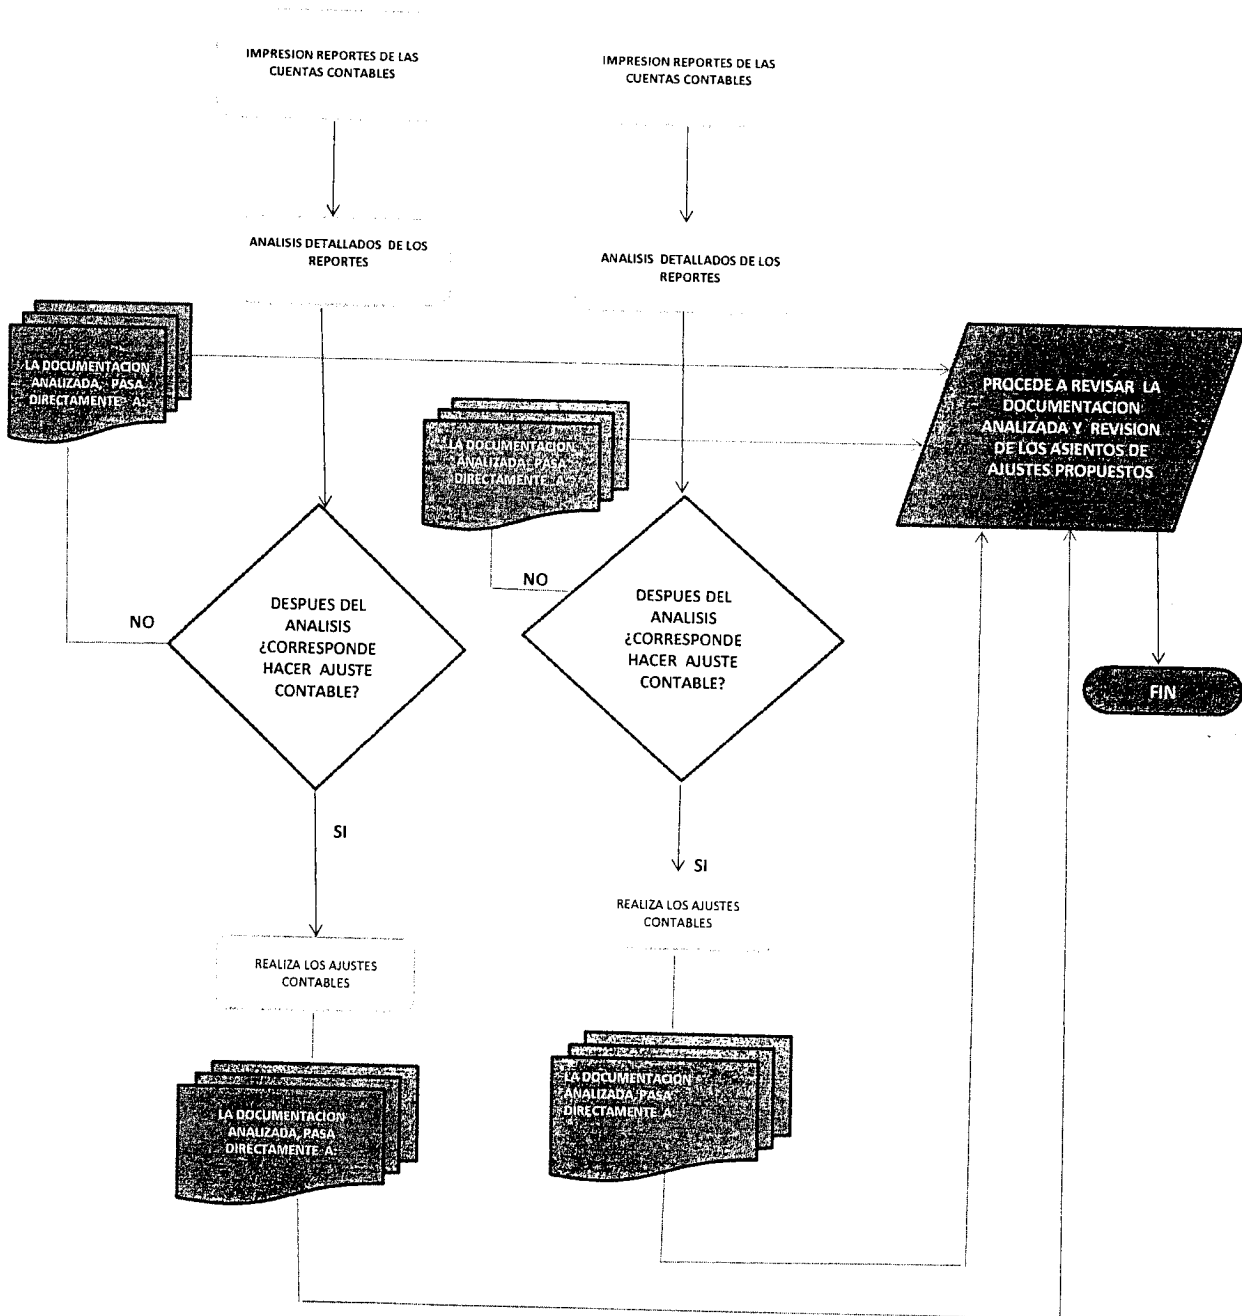 IMPRESION REPORTES DE LAS
CUENTAS CONTABLES
IMPRESION REPORTES DE LAS
CUENTAS CONTABLES
ANALISIS DETALLADOS DE LOS
REPORTES
ANALISIS DETALLADOS DE LOS
REPORTES
LA DOCUMENTACION
ANALIZADA, PASA
DIRECTAMENTE A:
LA DOCUMENTACION
ANALIZADA, PASA
DIRECTAMENTE A:
PROCEDE A REVISAR LA
DOCUMENTACION
ANALIZADA Y REVISION
DE LOS ASIENTOS DE
AJUSTES PROPUESTOS
NO
DESPUES DEL
ANALISIS
¿CORRESPONDE
HACER AJUSTE
CONTABLE?
NO
DESPUES DEL
ANALISIS
¿CORRESPONDE
HACER AJUSTE
CONTABLE?
FIN
SI
SI
REALIZA LOS AJUSTES
CONTABLES
REALIZA LOS AJUSTES
CONTABLES
LA DOCUMENTACION
ANALIZADA, PASA
DIRECTAMENTE A:
LA DOCUMENTACION
ANALIZADA, PASA
DIRECTAMENTE A